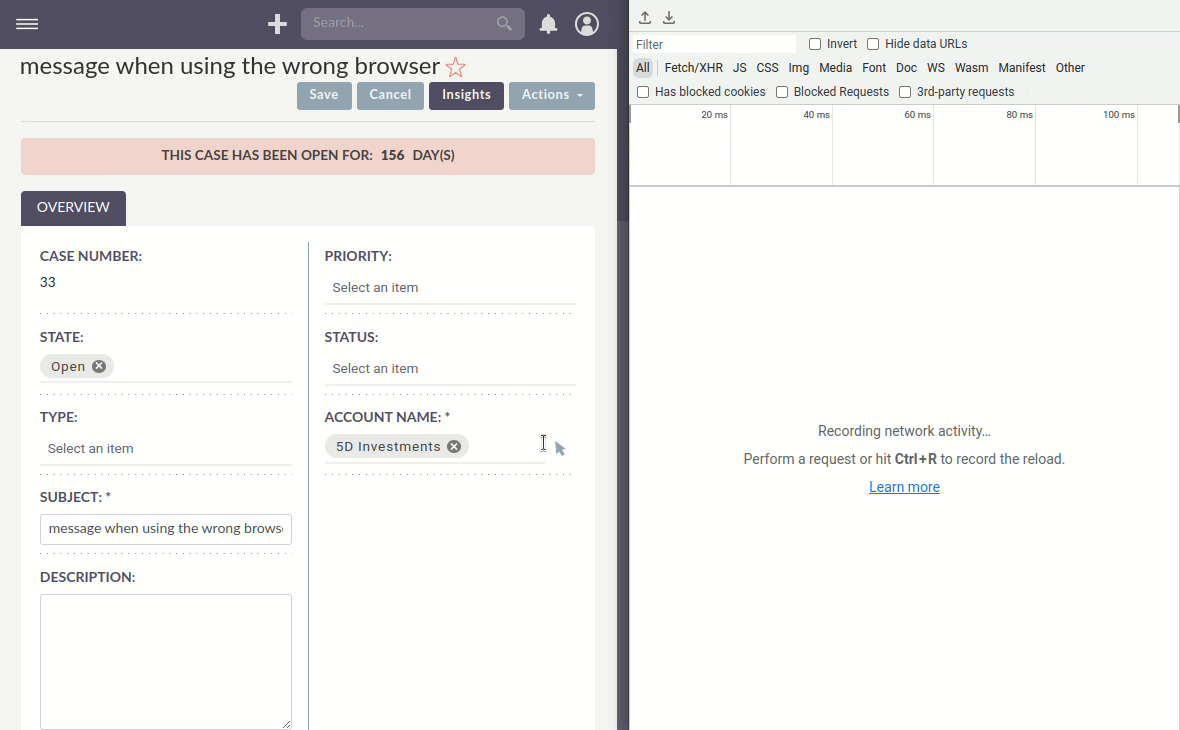 Search...
message when using the wrong browser
Save Cancel Insights Actions
THIS CASE HAS BEEN OPEN FOR: 156 DAY(S)
OVERVIEW
CASE NUMBER:
33
STATE:
Open
TYPE:
Select an item
SUBJECT: *
message when using the wrong brows
DESCRIPTION:
PRIORITY:
Select an item
STATUS:
Select an item
ACCOUNT NAME: *
5D Investments
Filter
Invert Hide data URLs
All Fetch/XHR JS CSS Img Media Font Doc WS Wasm Manifest Other
Has blocked cookies Blocked Requests 3rd-party requests
20 ms 40 ms 60 ms 80 ms 100 ms
Recording network activity…
Perform a request or hit Ctrl+R to record the reload.
Learn more